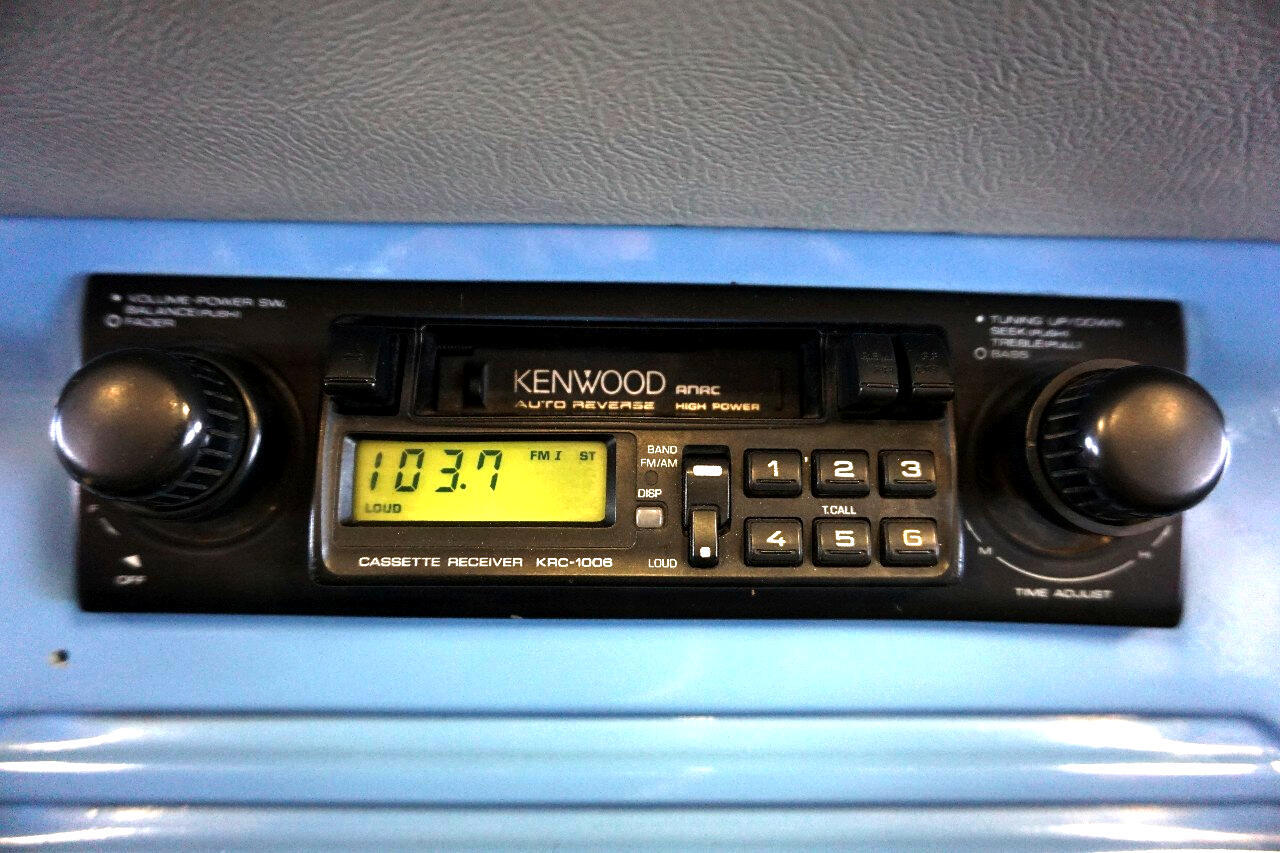 VOLUME·POWER SW.
BALANCE(PUSH)
FADER
TUNING UP/DOWN
SEEK(PUSH)
TREBLE(PULL)
BASS
KENWOOD ANRC
AUTO REVERSE HIGH POWER
103.7 FM I ST
LOUD
BAND
FM/AM
DISP
LOUD
1 2 3
T.CALL
4 5 6
CASSETTE RECEIVER KRC-1006
OFF
M H
TIME ADJUST